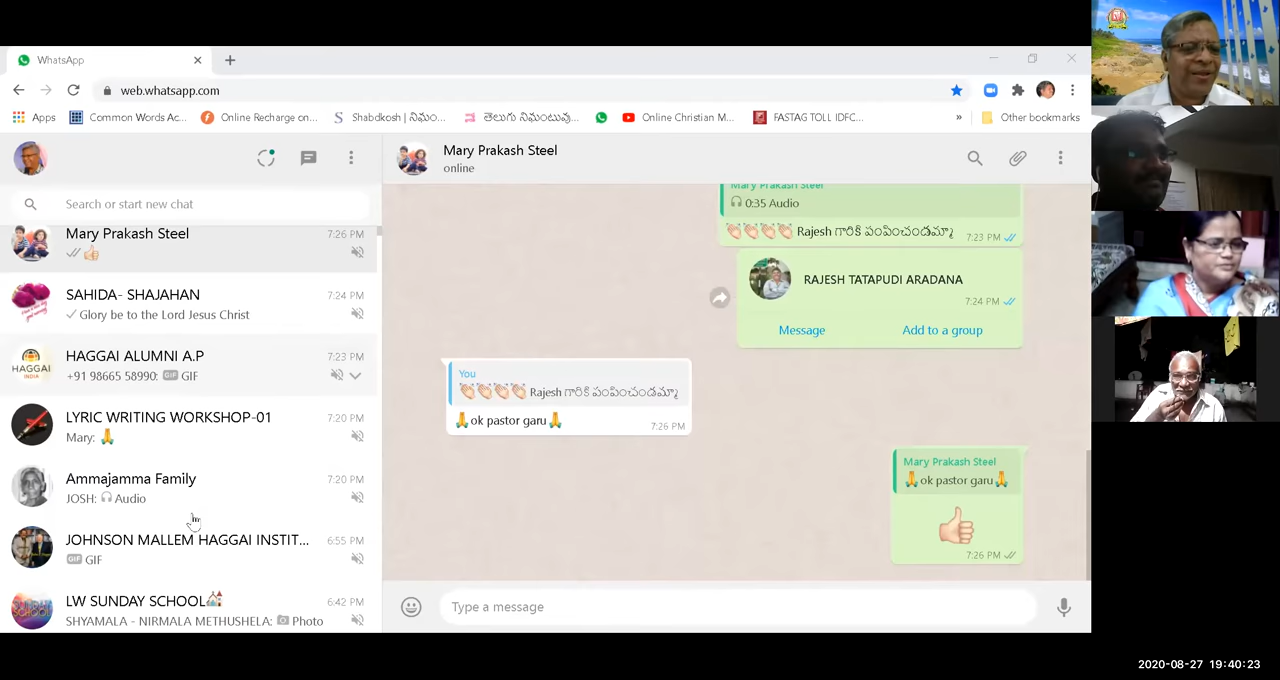 WhatsApp
web.whatsapp.com
Apps
Common Words Ac...
Online Recharge on...
Shabdkosh | నిఘం...
తెలుగు నిఘంటువు...
Online Christian M...
FASTAG TOLL IDFC...
»
Other bookmarks
Search or start new chat
Mary Prakash Steel
7:26 PM
SAHIDA- SHAJAHAN
7:24 PM
Glory be to the Lord Jesus Christ
HAGGAI ALUMNI A.P
7:23 PM
HAGGAI
INDIA
+91 98665 58990: GIF GIF
LYRIC WRITING WORKSHOP-01
7:20 PM
Mary: 🙏
Ammajamma Family
7:20 PM
JOSH: Audio
JOHNSON MALLEM HAGGAI INSTIT...
6:55 PM
GIF GIF
LW SUNDAY SCHOOL
6:42 PM
SHYAMALA - NIRMALA METHUSHELA: Photo
Mary Prakash Steel
online
Mary Prakash Steel
0:35 Audio
👏🏻👏🏻👏🏻👏🏻 Rajesh గారికి పంపించండమ్మా
7:23 PM
RAJESH TATAPUDI ARADANA
7:24 PM
Message
Add to a group
You
👏🏻👏🏻👏🏻👏🏻 Rajesh గారికి పంపించండమ్మా
🙏ok pastor garu🙏
7:26 PM
Mary Prakash Steel
🙏ok pastor garu🙏
👍🏻
7:26 PM
Type a message
2020-08-27 19:40:23